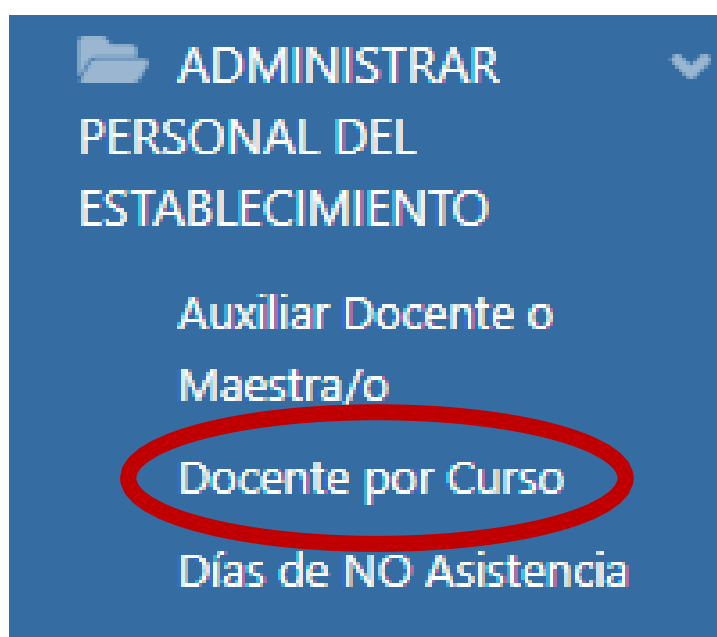 ADMINISTRAR
PERSONAL DEL
ESTABLECIMIENTO
Auxiliar Docente o
Maestra/o
Docente por Curso
Días de NO Asistencia